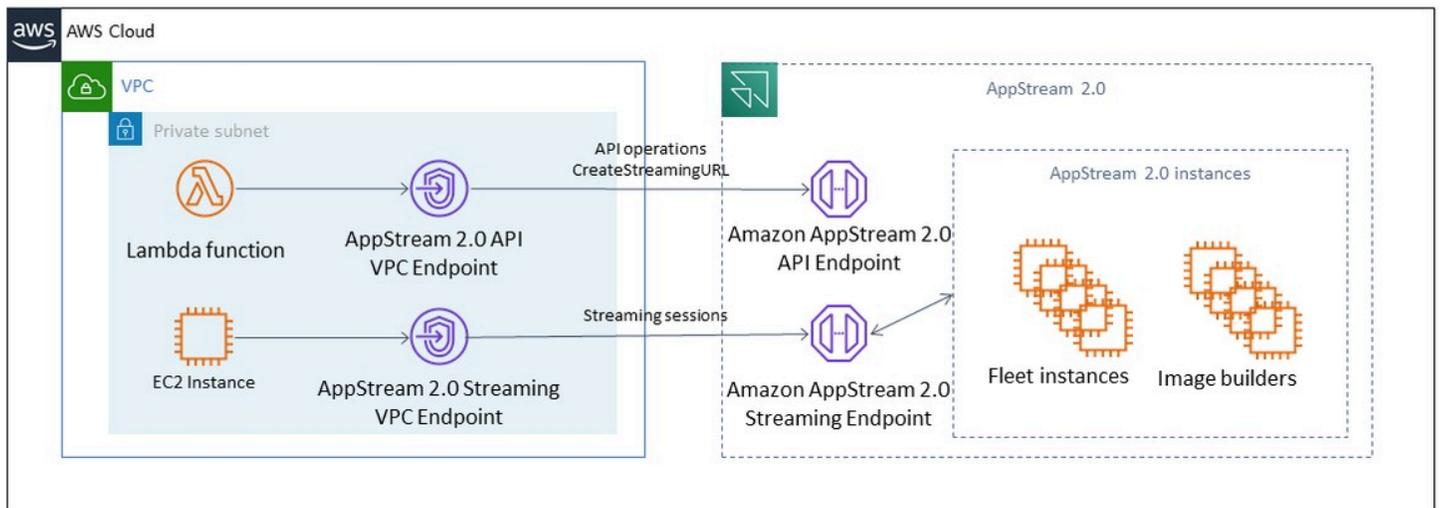 aws
AWS Cloud
VPC
Private subnet
Lambda function
AppStream 2.0 API
VPC Endpoint
API operations
CreateStreamingURL
Amazon AppStream 2.0
API Endpoint
EC2 Instance
AppStream 2.0 Streaming
VPC Endpoint
Streaming sessions
Amazon AppStream 2.0
Streaming Endpoint
AppStream 2.0
AppStream 2.0 instances
Fleet instances
Image builders